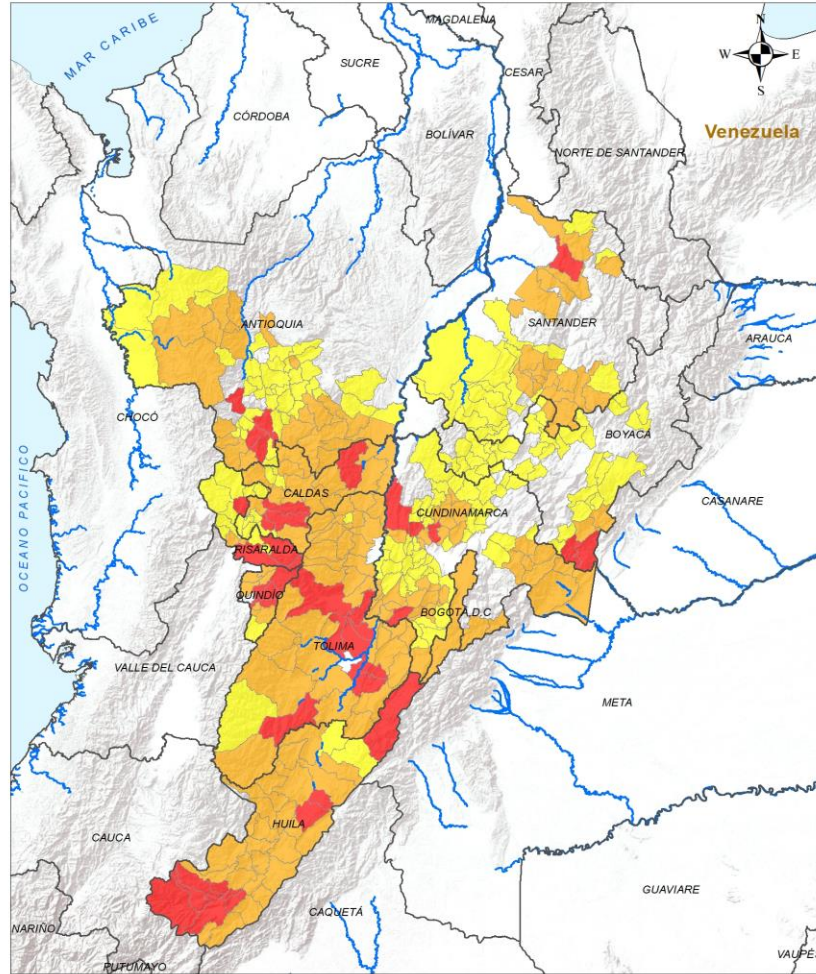 MAGDALENA
N
W E
S
MAR CARIBE
SUCRE
CESAR
CÓRDOBA
BOLÍVAR
NORTE DE SANTANDER
Venezuela
ANTIOQUIA
SANTANDER
ARAUCA
CHOCÓ
BOYACÁ
OCEANO PACIFICO
CALDAS
CUNDINAMARCA
CASANARE
RISARALDA
QUINDÍO
BOGOTÁ, D.C.
TOLIMA
VALLE DEL CAUCA
META
HUILA
CAUCA
GUAVIARE
CAQUETÁ
NARIÑO
PUTUMAYO
VAUPÉS